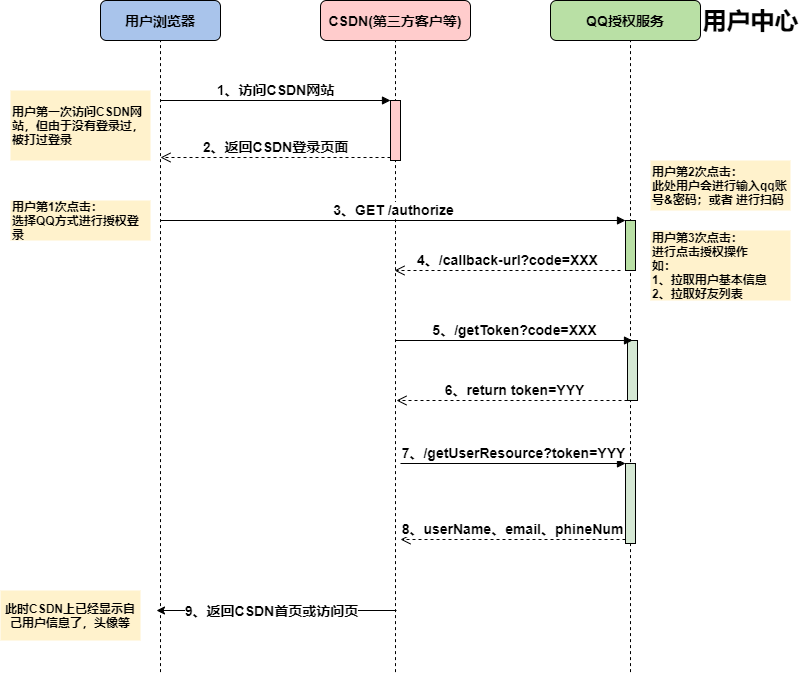 用户浏览器
CSDN(第三方客户等)
QQ授权服务
用户中心
1、访问CSDN网站
用户第一次访问CSDN网
站，但由于没有登录过，
被打过登录
2、返回CSDN登录页面
用户第2次点击：
此处用户会进行输入qq账
号&密码；或者 进行扫码
用户第1次点击：
选择QQ方式进行授权登
录
3、GET /authorize
用户第3次点击：
进行点击授权操作
如：
1、拉取用户基本信息
2、拉取好友列表
4、/callback-url?code=XXX
5、/getToken?code=XXX
6、return token=YYY
7、/getUserResource?token=YYY
8、userName、email、phineNum
此时CSDN上已经显示自
己用户信息了，头像等
9、返回CSDN首页或访问页